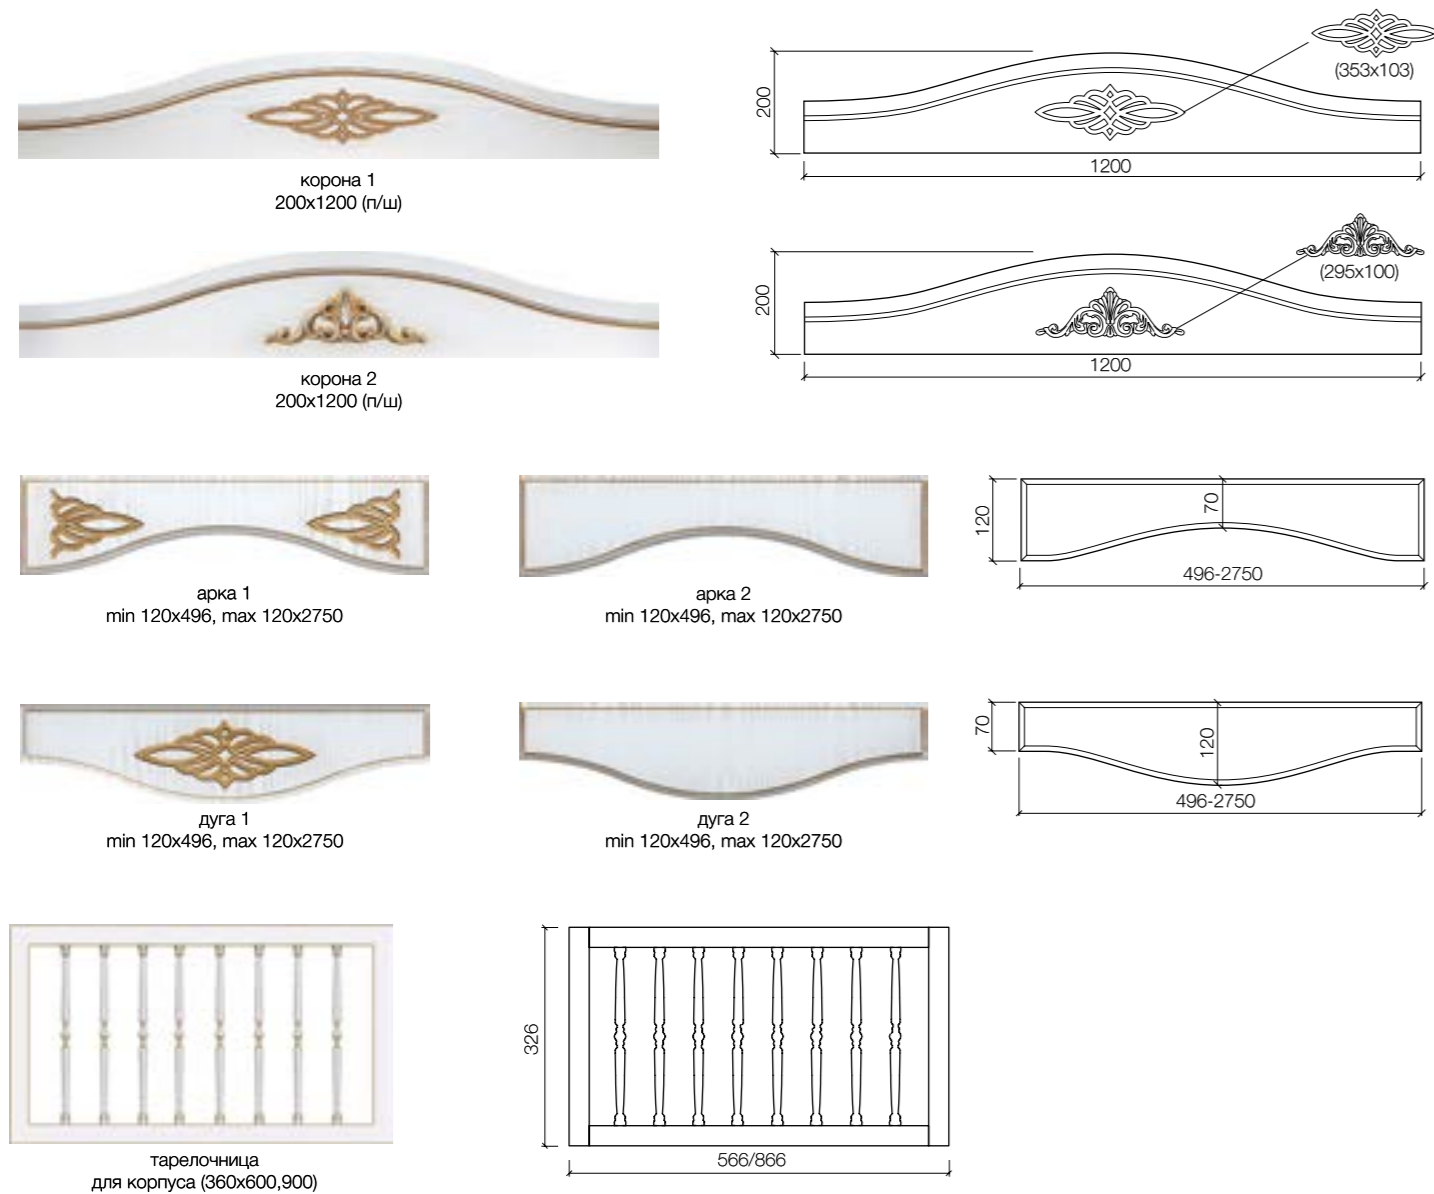 (353x103)
200
1200
корона 1
200x1200 (п/ш)
(295x100)
200
1200
корона 2
200x1200 (п/ш)
120
70
496-2750
арка 1
min 120x496, max 120x2750
арка 2
min 120x496, max 120x2750
70
120
496-2750
дуга 1
min 120x496, max 120x2750
дуга 2
min 120x496, max 120x2750
326
566/866
тарелочница
для корпуса (360x600,900)